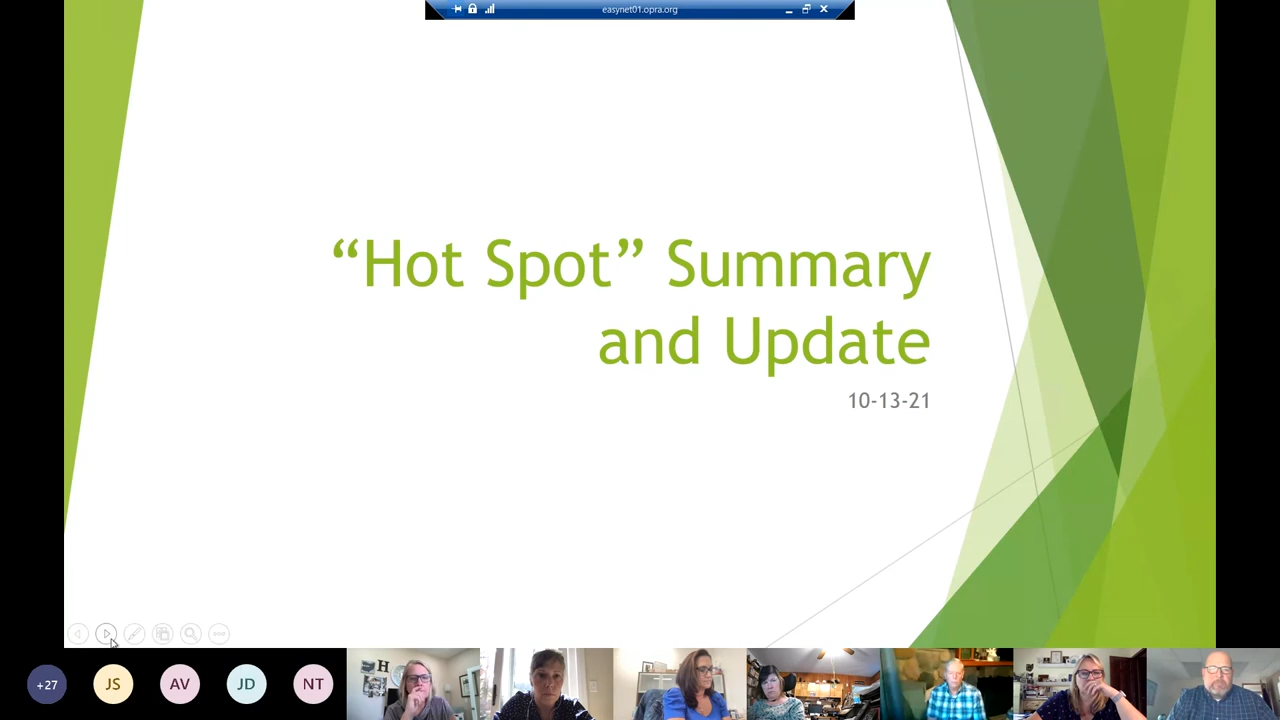 easynet01.opra.org
“Hot Spot” Summary
and Update
10-13-21
+27
JS
AV
JD
NT
H